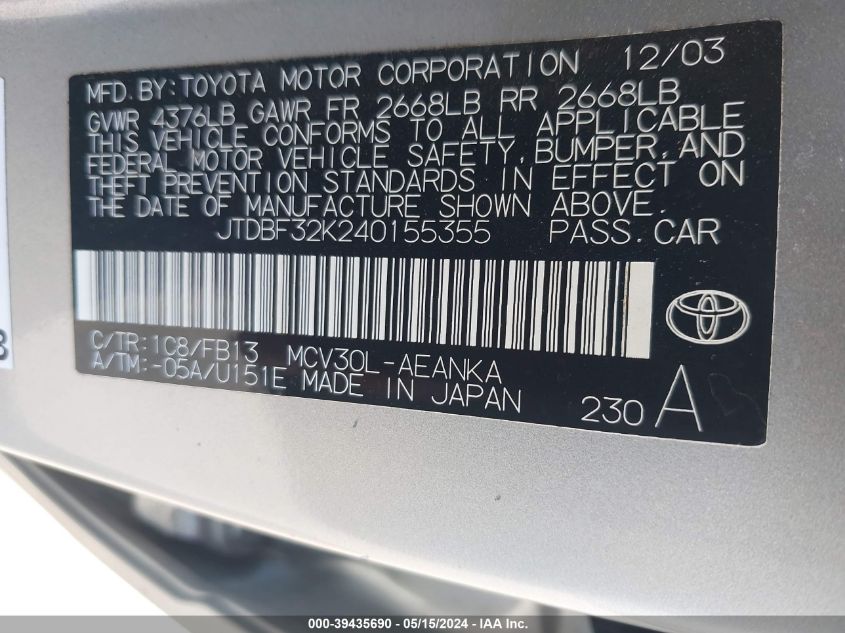 MFD. BY: TOYOTA MOTOR CORPORATION 12/03
GVWR 4376LB GAWR FR 2668LB RR 2668LB
THIS VEHICLE CONFORMS TO ALL APPLICABLE
FEDERAL MOTOR VEHICLE SAFETY, BUMPER, AND
THEFT PREVENTION STANDARDS IN EFFECT ON
THE DATE OF MANUFACTURE SHOWN ABOVE.
JTDBF32K240155355 PASS. CAR
C/TR: 1C8/FB13 MCV30L-AEANKA
A/TM: -05A/U151E MADE IN JAPAN
230 A
000-39435690 - 05/15/2024 - IAA Inc.